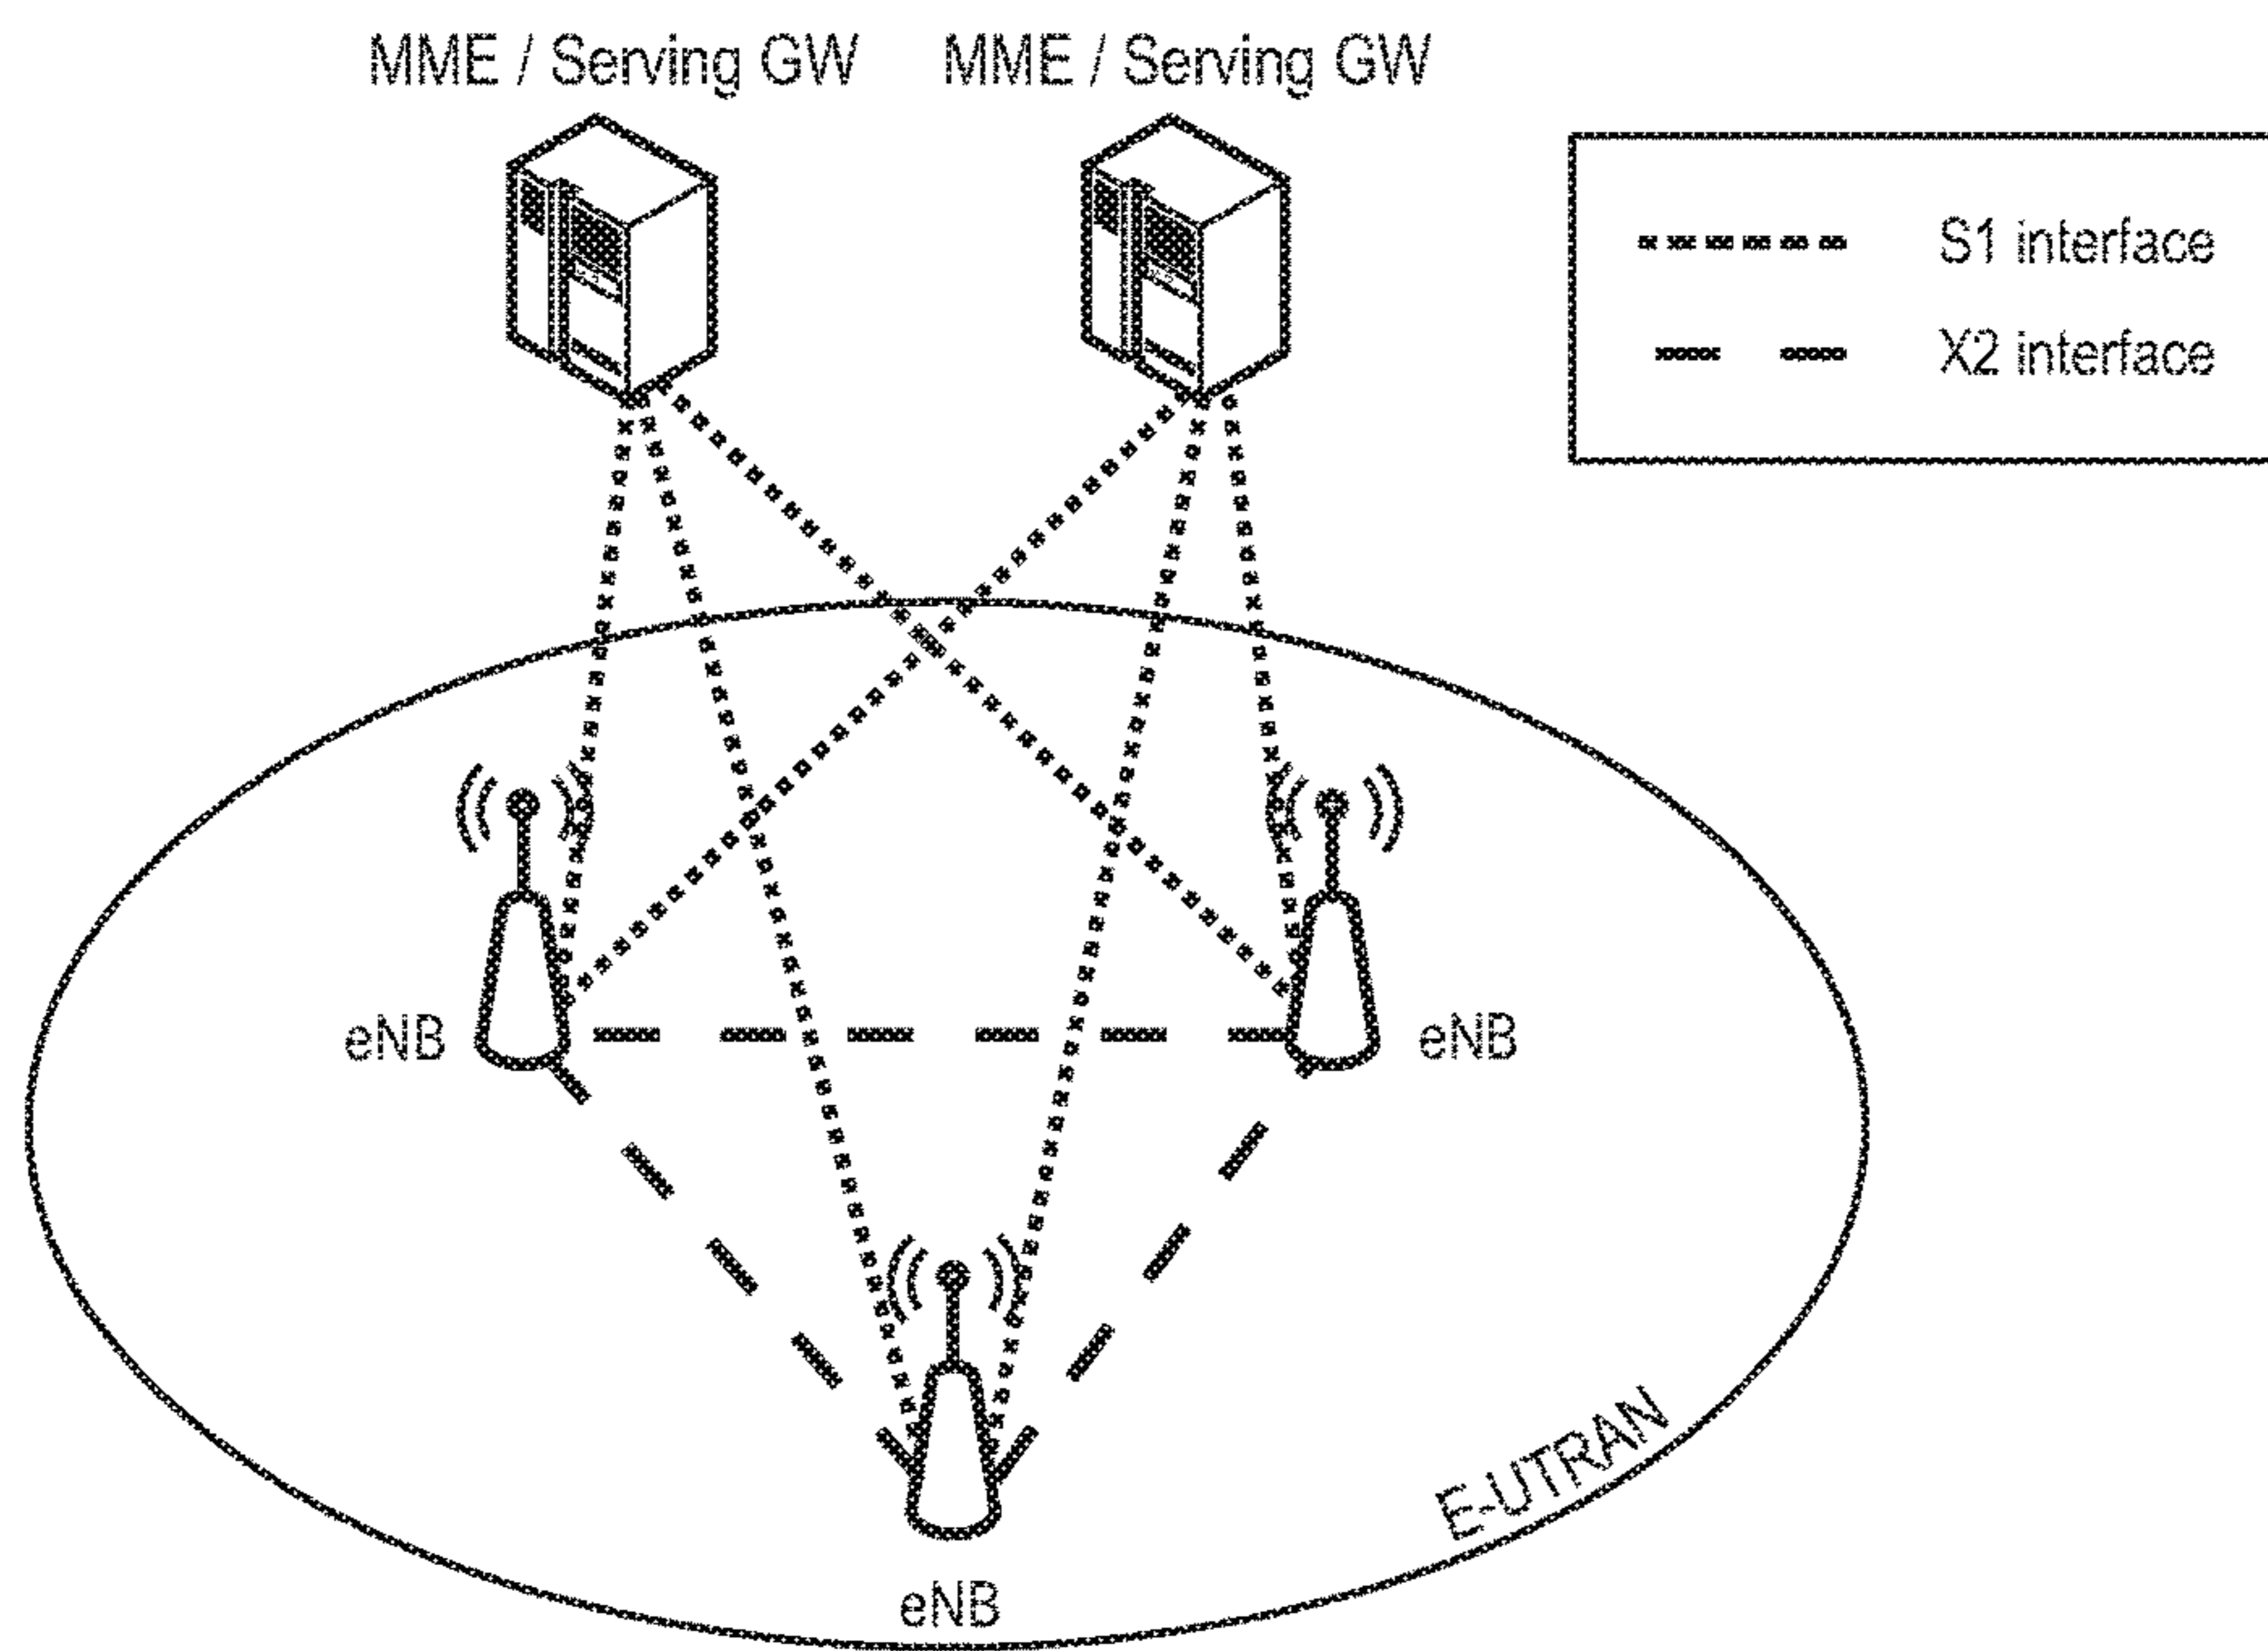 MME / Serving GW
MME / Serving GW
S1 interface
X2 interface
eNB
eNB
eNB
E-UTRAN